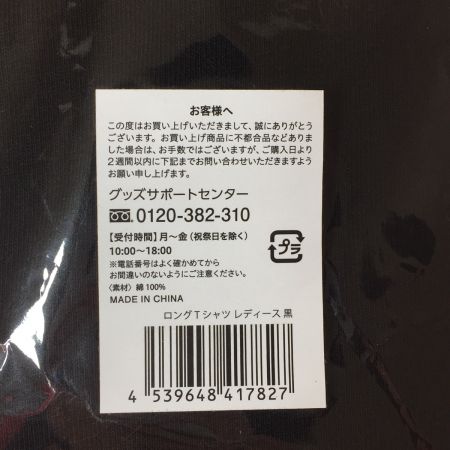 お客様へ
この度はお買い上げいただきまして、誠にありがとう
ございます。お買い上げ商品に不都合品などありま
した場合は、お手数ではございますが、ご購入日より
2週間以内に下記までお問い合わせいただきますよう
お願い申し上げます。
グッズサポートセンター
0120-382-310
【受付時間】月〜金(祝祭日を除く)
10:00〜18:00
※電話番号はよく確かめてから
お間違いのないようにご注意ください。
〈素材〉綿100%
MADE IN CHINA
プラ
ロングTシャツ レディース 黒
4 539648 417827